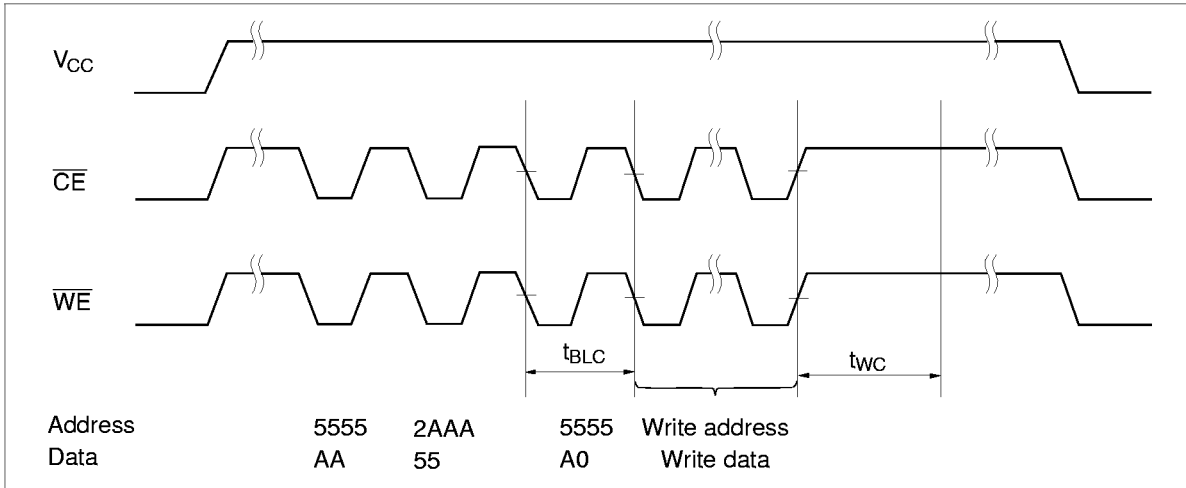 VCC
CE
WE
tBLC
tWC
Address 5555 2AAA 5555 Write address
Data AA 55 A0 Write data